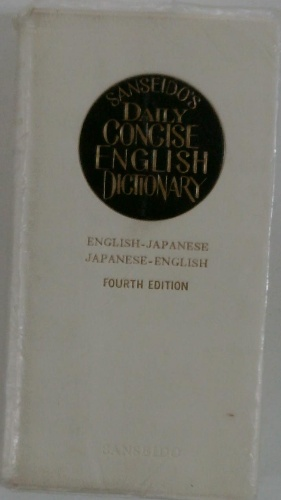 SANSEIDO'S
DAILY
CONCISE
ENGLISH
DICTIONARY
ENGLISH-JAPANESE
JAPANESE-ENGLISH
FOURTH EDITION
SANSEIDO